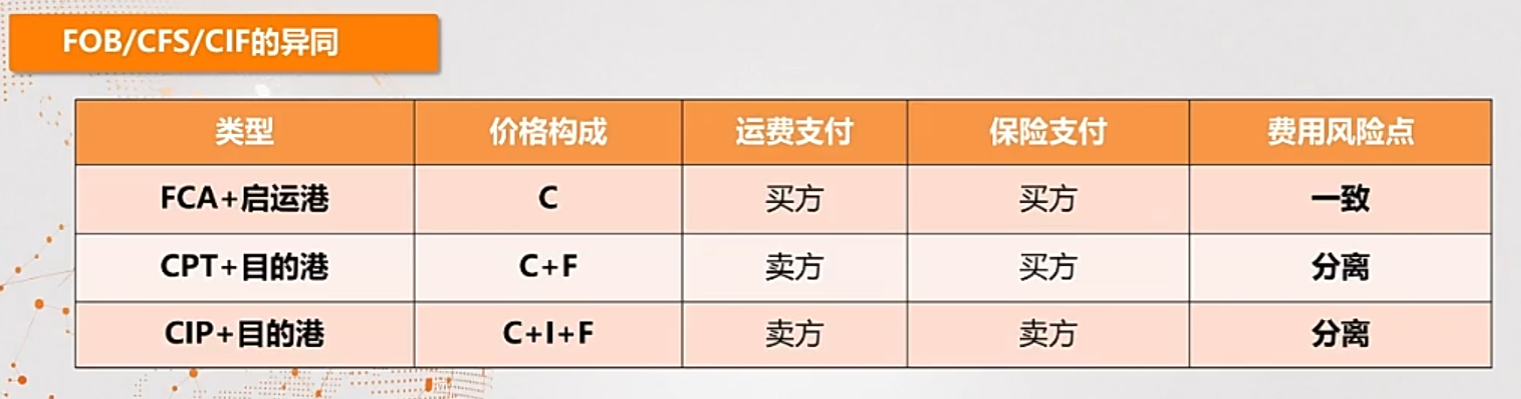 FOB/CFS/CIF的异同
类型 价格构成 运费支付 保险支付 费用风险点
FCA+启运港 C 买方 买方 一致
CPT+目的港 C+F 卖方 买方 分离
CIP+目的港 C+I+F 卖方 卖方 分离